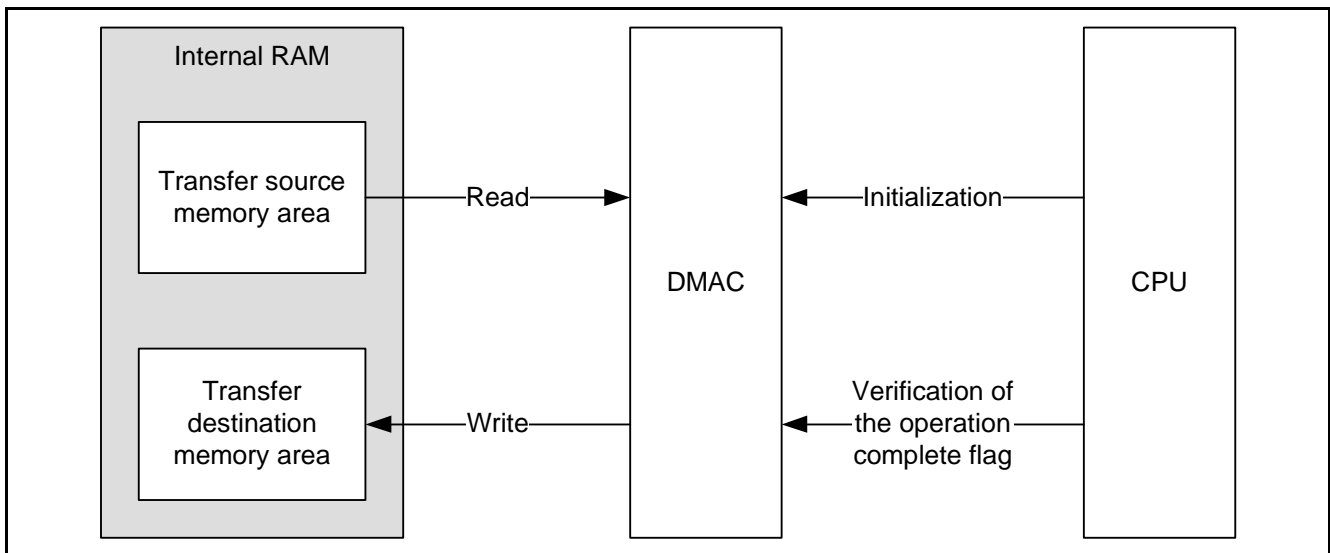 Internal RAM
Transfer source
memory area
Read
Initialization
DMAC
CPU
Transfer
destination
memory area
Write
Verification of
the operation
complete flag